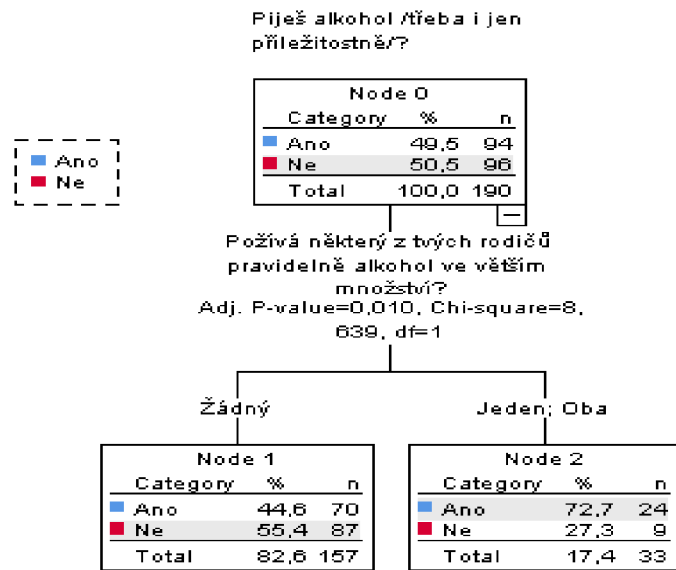 Piješ alkohol /třeba i jen
příležitostně/?
Node 0
Category % n
Ano 49,5 94
Ne 50,5 96
Total 100,0 190
Ano
Ne
Požívá některý z tvých rodičů
pravidelně alkohol ve větším
množství?
Adj. P-value=0,010, Chi-square=8,
639, df=1
Žádný
Jeden; Oba
Node 1
Category % n
Ano 44,6 70
Ne 55,4 87
Total 82,6 157
Node 2
Category % n
Ano 72,7 24
Ne 27,3 9
Total 17,4 33